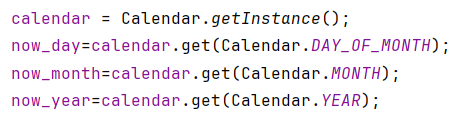 calendar = Calendar.getInstance();
now_day=calendar.get(Calendar.DAY_OF_MONTH);
now_month=calendar.get(Calendar.MONTH);
now_year=calendar.get(Calendar.YEAR);